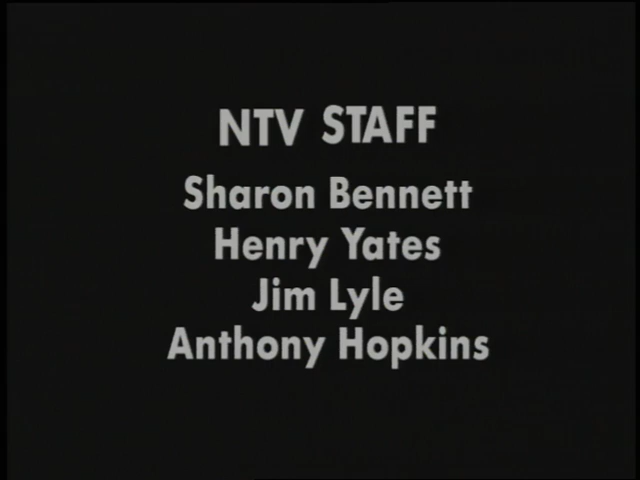 NTV STAFF
Sharon Bennett
Henry Yates
Jim Lyle
Anthony Hopkins